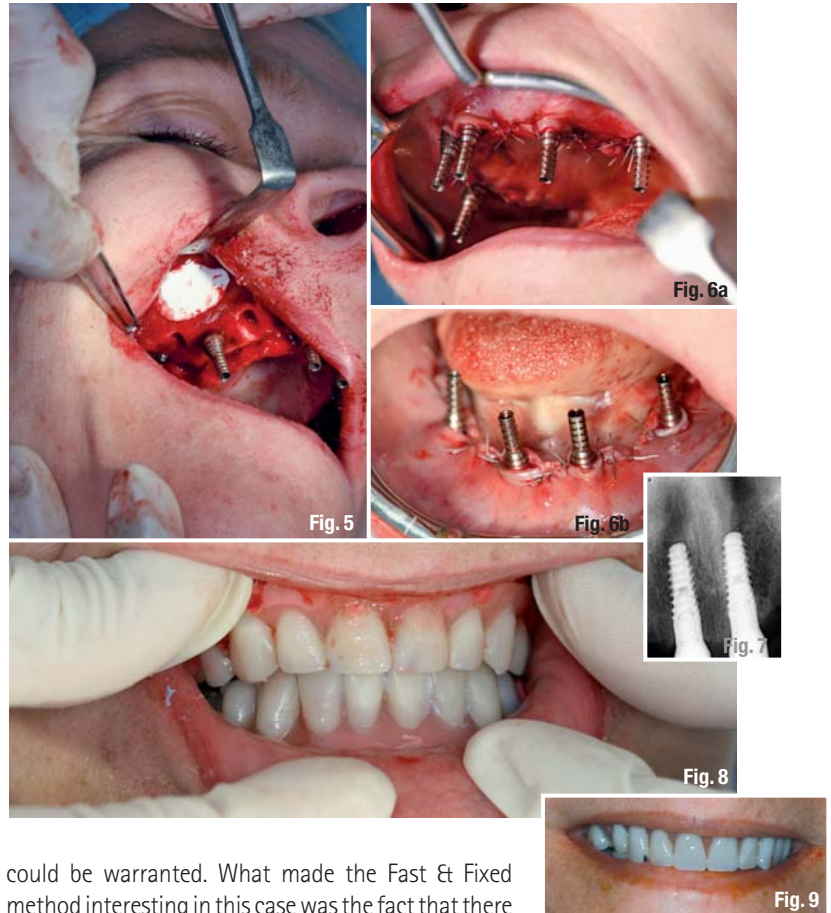 Fig. 5
Fig. 6a
Fig. 6b
Fig. 7
Fig. 8
Fig. 9
could be warranted. What made the Fast & Fixed
method interesting in this case was the fact that there